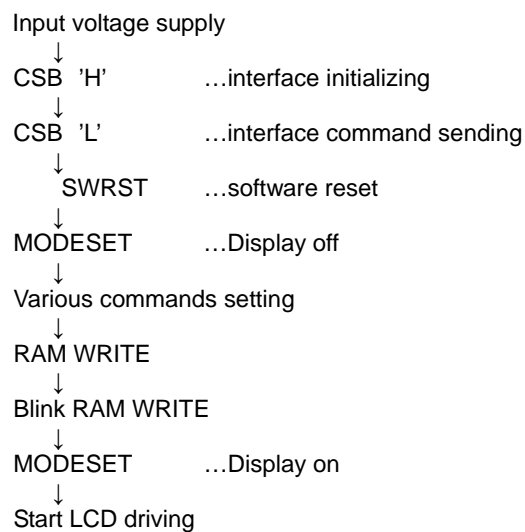 Input voltage supply
↓
CSB 'H' …interface initializing
↓
CSB 'L' …interface command sending
↓
SWRST …software reset
↓
MODESET …Display off
↓
Various commands setting
↓
RAM WRITE
↓
Blink RAM WRITE
↓
MODESET …Display on
↓
Start LCD driving